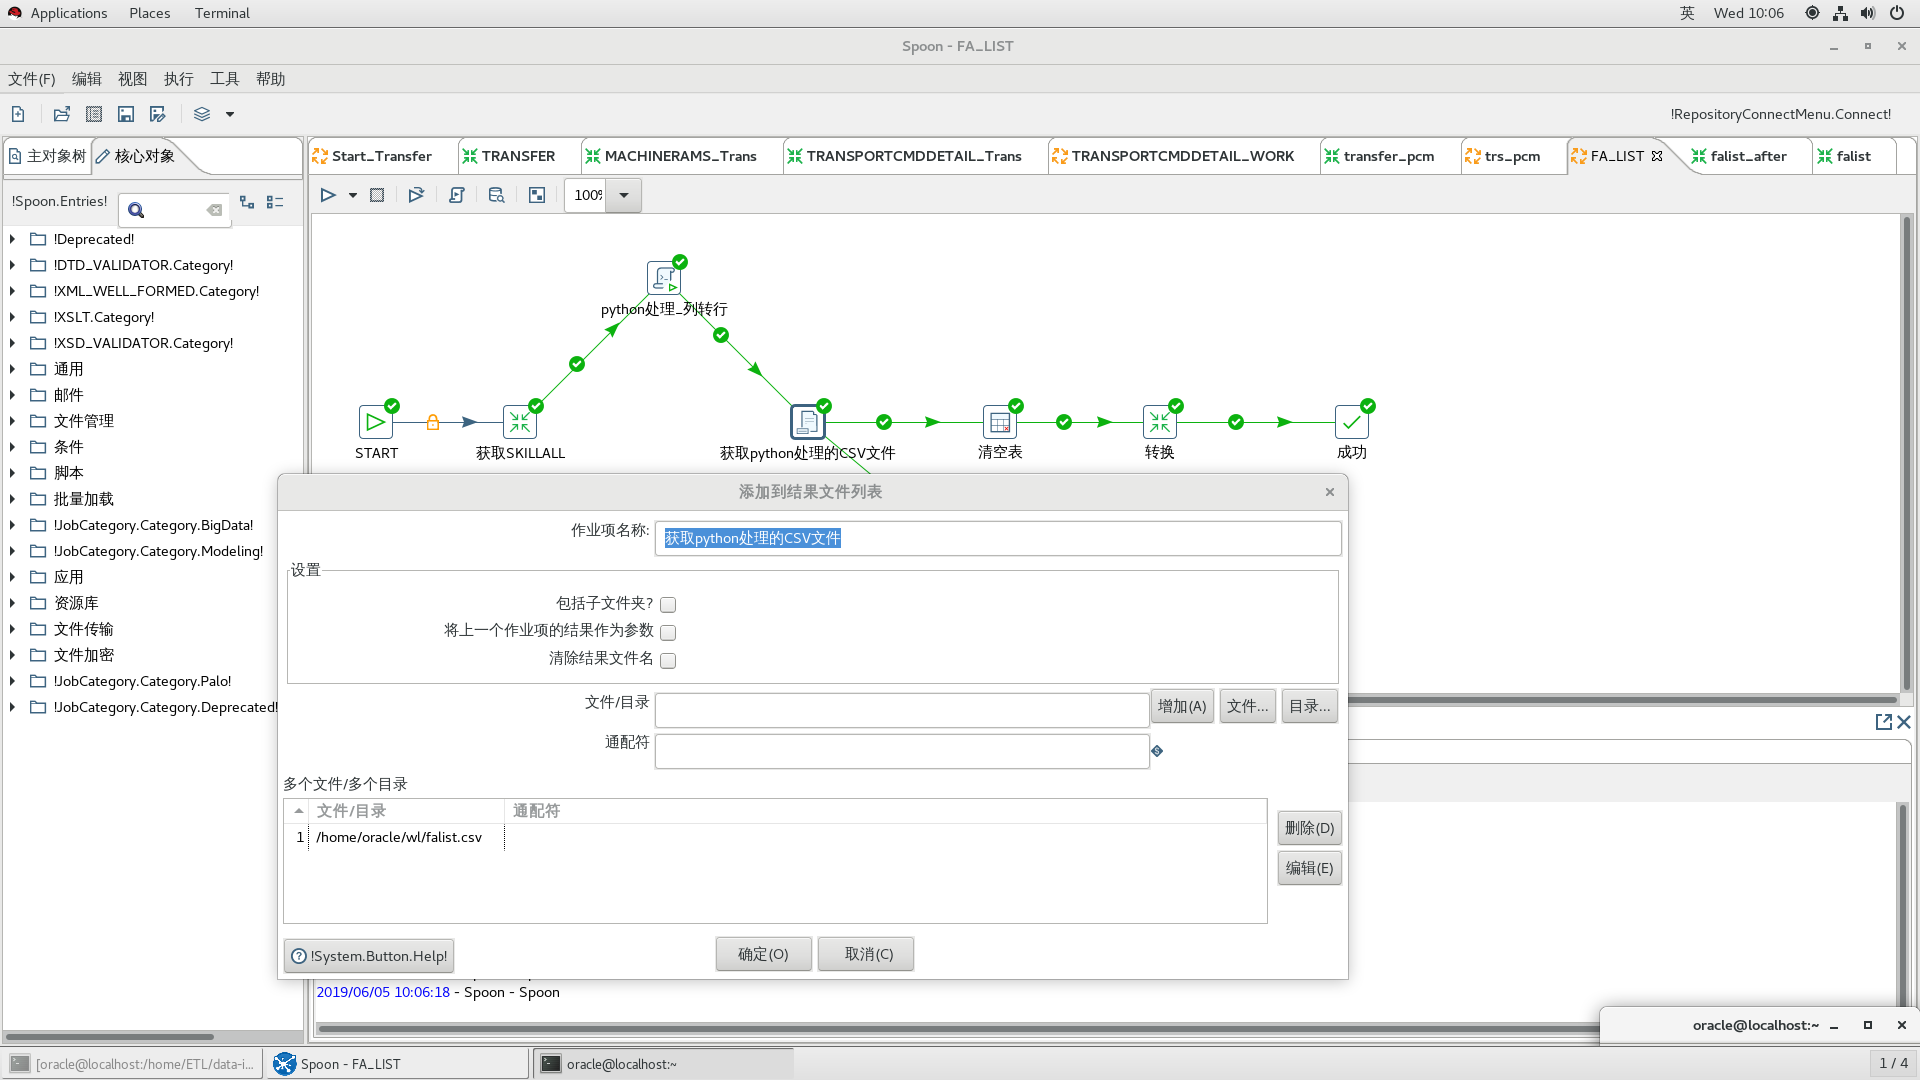 Applications Places Terminal 英 Wed 10:06
Spoon - FA_LIST
文件(F) 编辑 视图 执行 工具 帮助
!RepositoryConnectMenu.Connect!
主对象树 核心对象
Start_Transfer TRANSFER MACHINERAMS_Trans TRANSPORTCMDDETAIL_Trans TRANSPORTCMDDETAIL_WORK transfer_pcm trs_pcm FA_LIST falist_after falist
!Spoon.Entries!
100%
!Deprecated!
!DTD_VALIDATOR.Category!
!XML_WELL_FORMED.Category!
!XSLT.Category!
!XSD_VALIDATOR.Category!
通用
邮件
文件管理
条件
脚本
批量加载
!JobCategory.Category.BigData!
!JobCategory.Category.Modeling!
应用
资源库
文件传输
文件加密
!JobCategory.Category.Palo!
!JobCategory.Category.Deprecated!
python处理_列转行
START 获取SKILLALL 获取python处理的CSV文件 清空表 转换 成功
添加到结果文件列表
作业项名称: 获取python处理的CSV文件
设置
包括子文件夹?
将上一个作业项的结果作为参数
清除结果文件名
文件/目录 增加(A) 文件... 目录...
通配符
多个文件/多个目录
文件/目录 通配符
1 /home/oracle/wl/falist.csv
删除(D)
编辑(E)
!System.Button.Help! 确定(O) 取消(C)
2019/06/05 10:06:18 - Spoon - Spoon
oracle@localhost:~
[oracle@localhost:/home/ETL/data-i... Spoon - FA_LIST oracle@localhost:~ 1 / 4